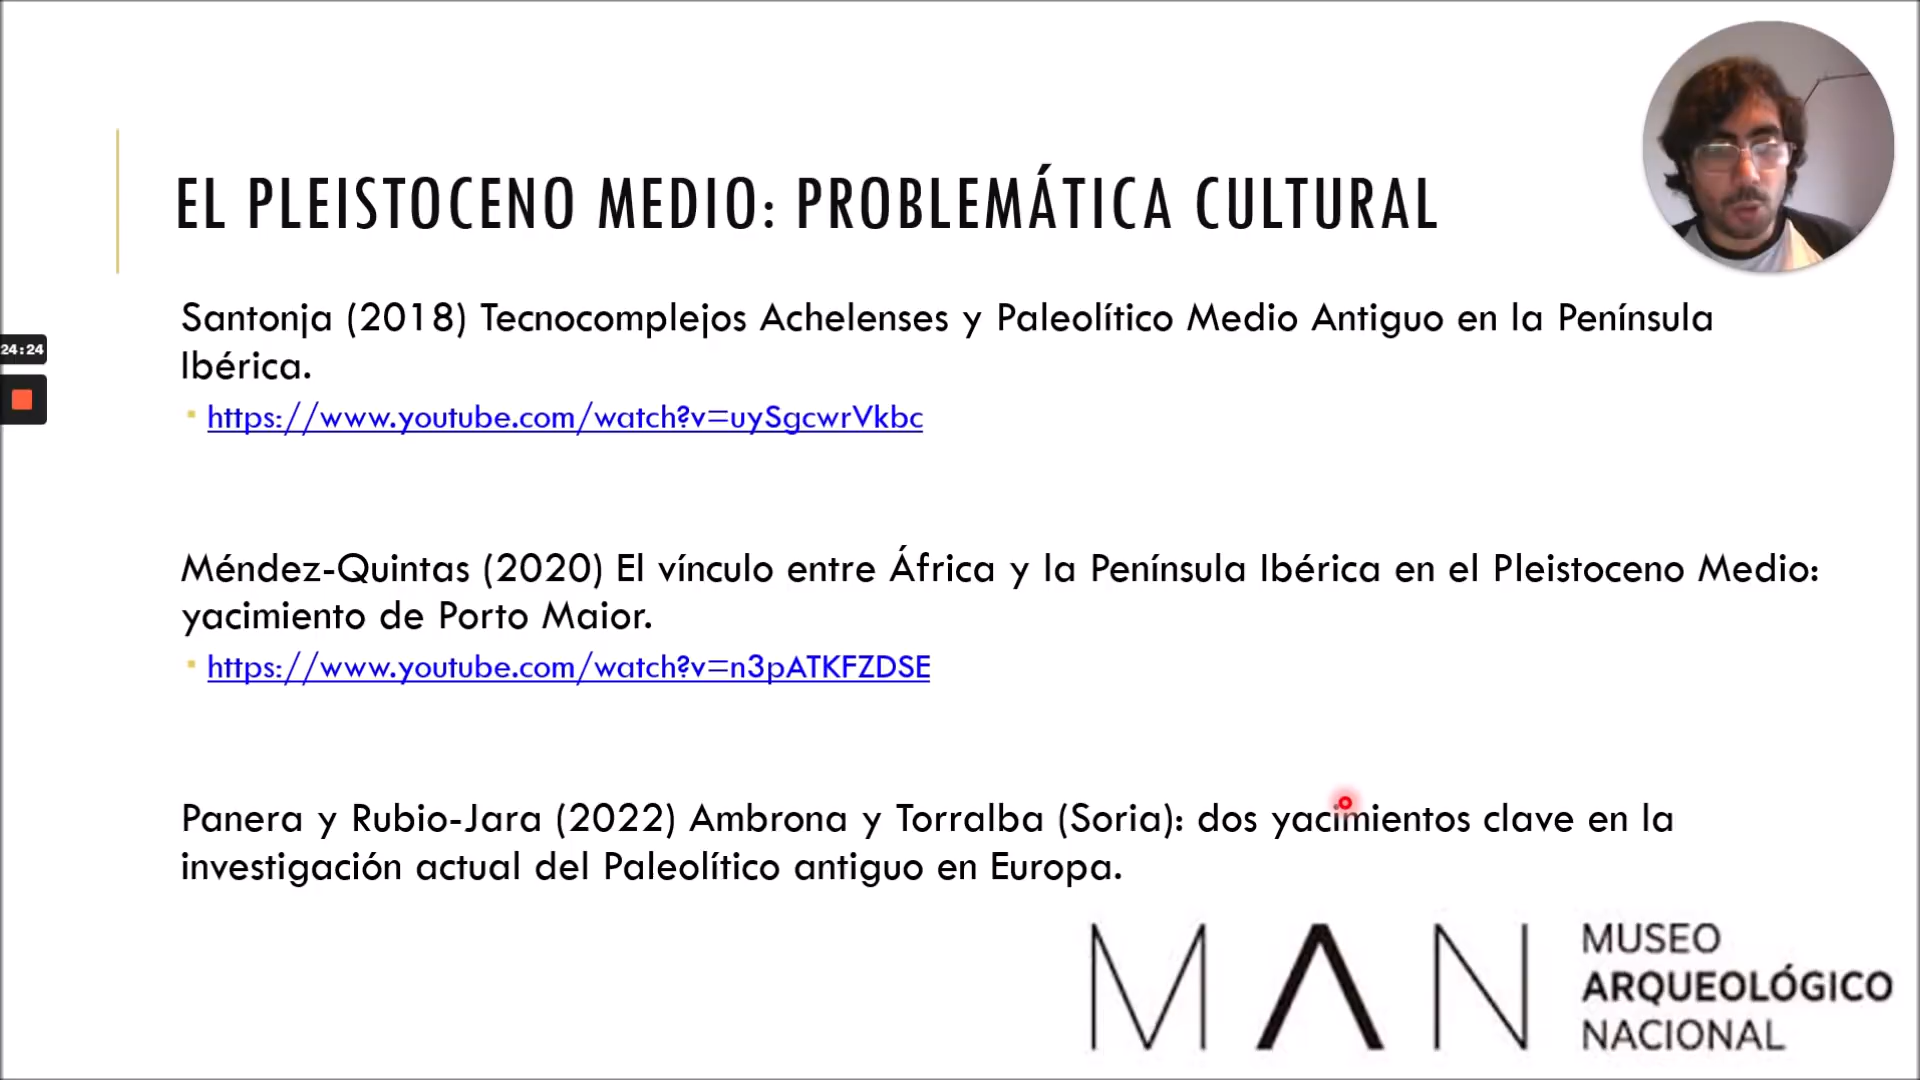 EL PLEISTOCENO MEDIO: PROBLEMÁTICA CULTURAL
Santonja (2018) Tecnocomplejos Achelenses y Paleolítico Medio Antiguo en la Península
Ibérica.
https://www.youtube.com/watch?v=uySgcwrVkbc
24:24
Méndez-Quintas (2020) El vínculo entre África y la Península Ibérica en el Pleistoceno Medio:
yacimiento de Porto Maior.
https://www.youtube.com/watch?v=n3pATKFZDSE
Panera y Rubio-Jara (2022) Ambrona y Torralba (Soria): dos yacimientos clave en la
investigación actual del Paleolítico antiguo en Europa.
MAN
MUSEO
ARQUEOLÓGICO
NACIONAL